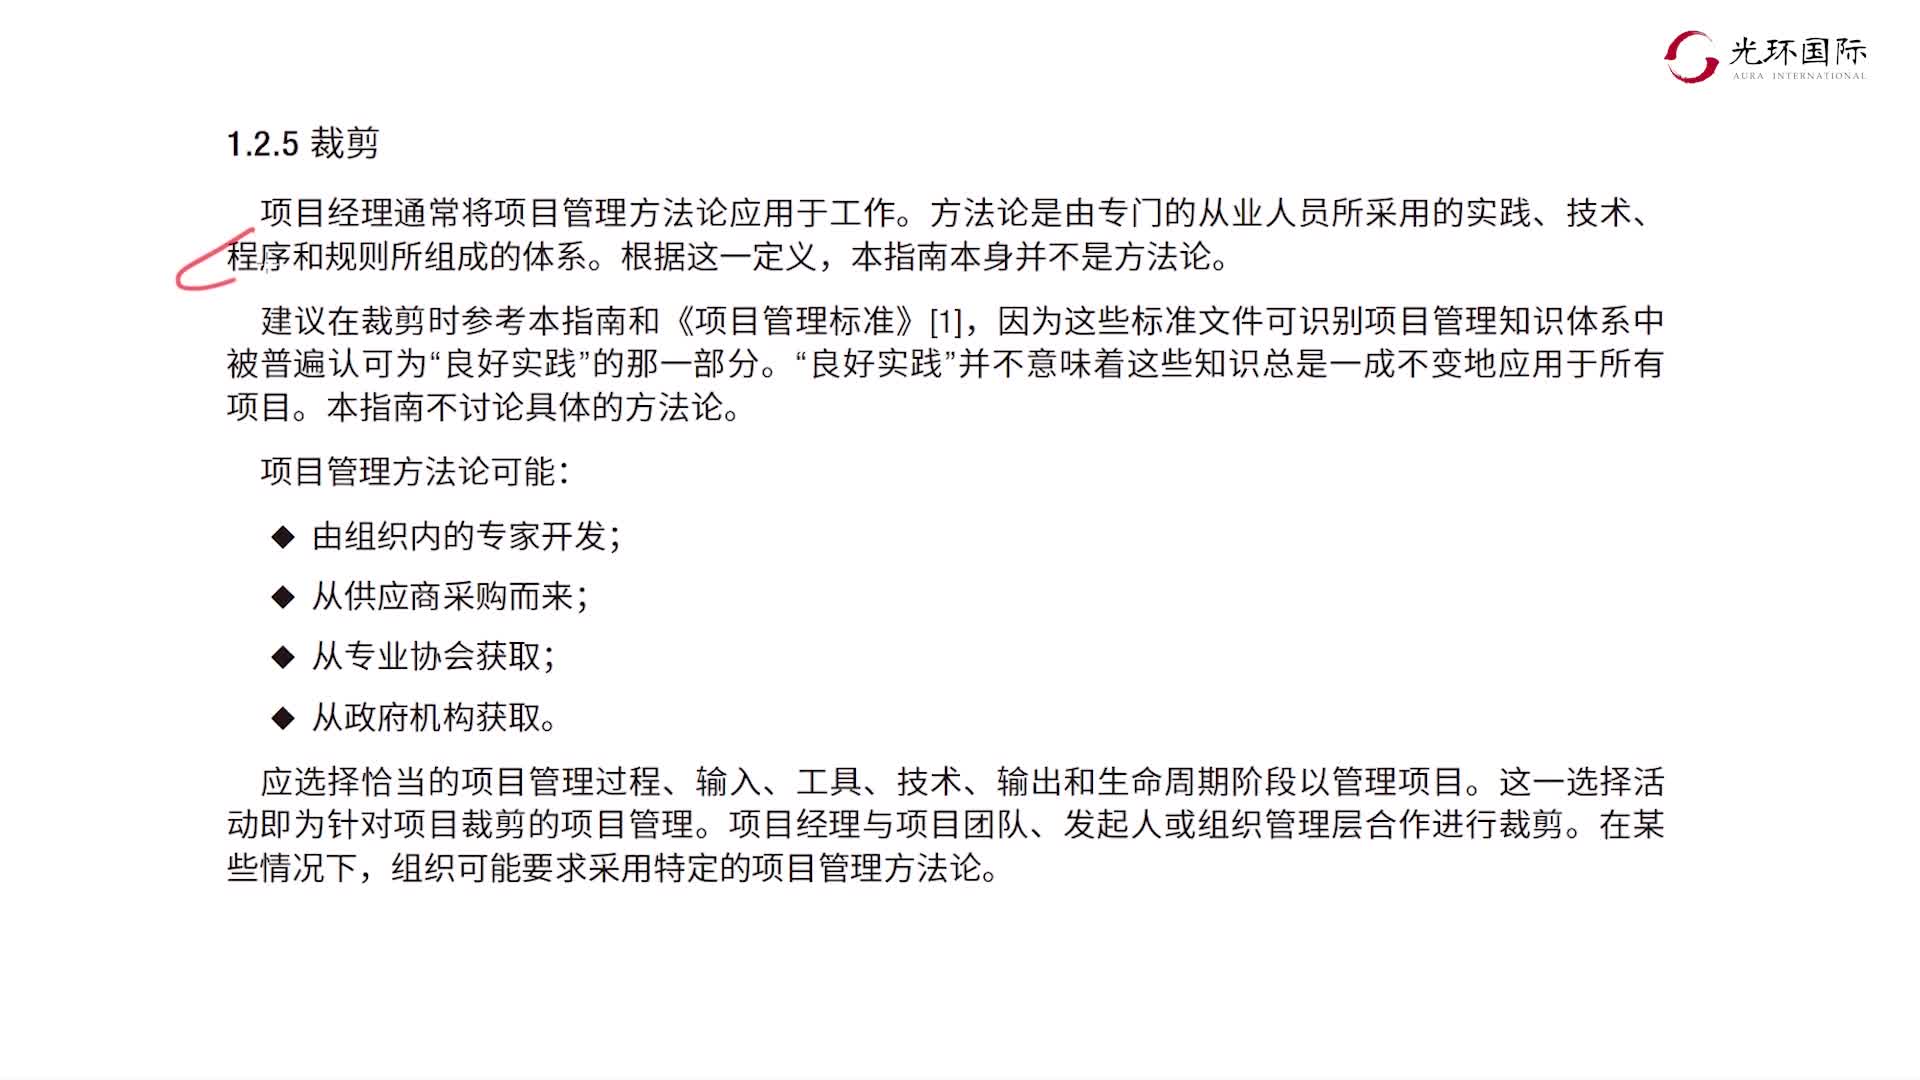 光环国际
AURA INTERNATIONAL
1.2.5 裁剪
项目经理通常将项目管理方法论应用于工作。方法论是由专门的从业人员所采用的实践、技术、
程序和规则所组成的体系。根据这一定义，本指南本身并不是方法论。
建议在裁剪时参考本指南和《项目管理标准》[1]，因为这些标准文件可识别项目管理知识体系中
被普遍认可为“良好实践”的那一部分。“良好实践”并不意味着这些知识总是一成不变地应用于所有
项目。本指南不讨论具体的方法论。
项目管理方法论可能：
◆ 由组织内的专家开发；
◆ 从供应商采购而来；
◆ 从专业协会获取；
◆ 从政府机构获取。
应选择恰当的项目管理过程、输入、工具、技术、输出和生命周期阶段以管理项目。这一选择活
动即为针对项目裁剪的项目管理。项目经理与项目团队、发起人或组织管理层合作进行裁剪。在某
些情况下，组织可能要求采用特定的项目管理方法论。